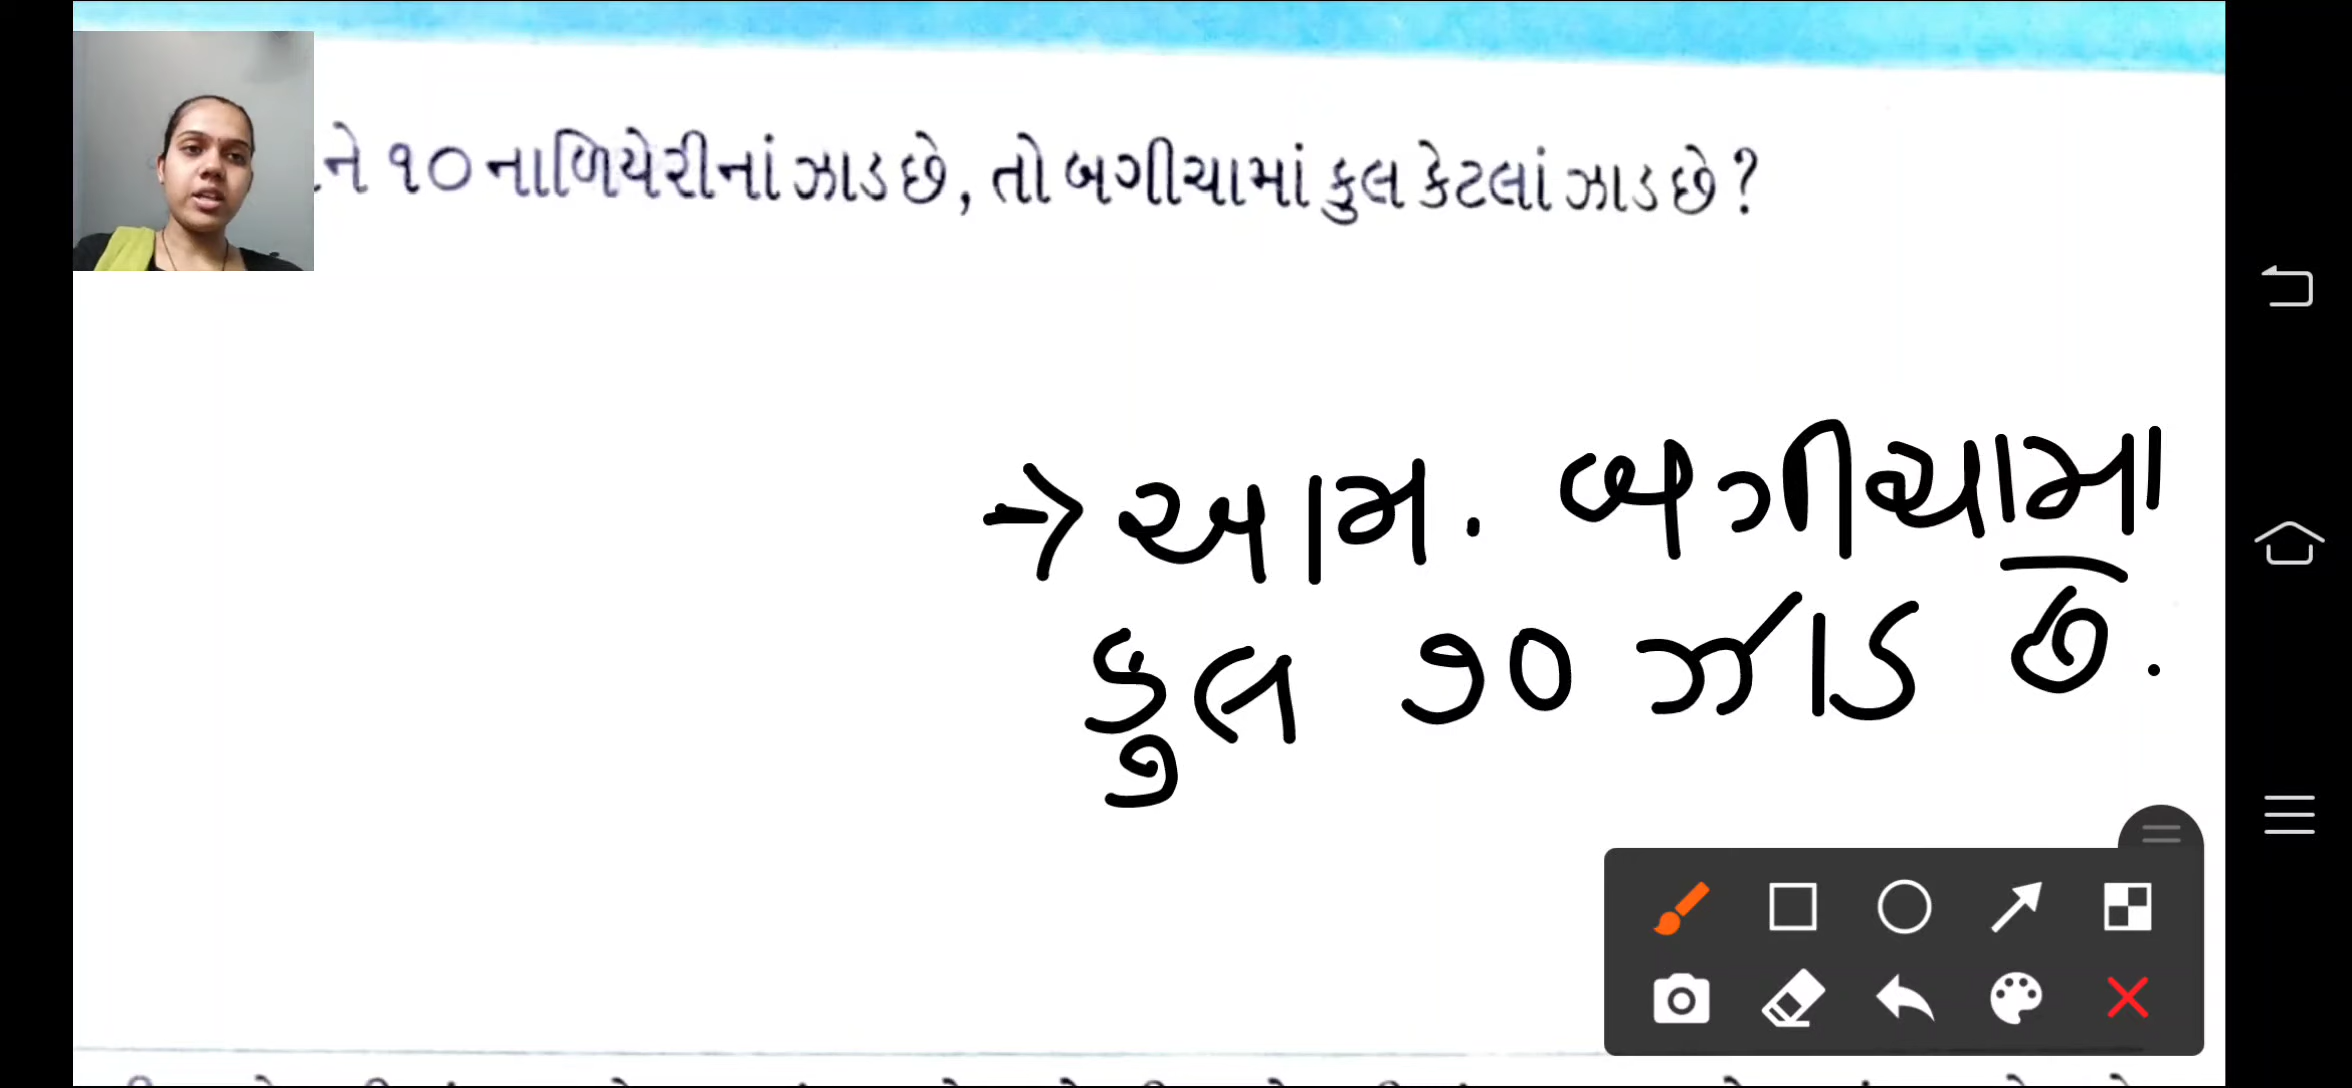 ને ૧૦ નાળિયેરીનાં ઝાડ છે, તો બગીચામાં કુલ કેટલાં ઝાડ છે?
→ આમ. બગીચામા
કુલ ૭૦ ઝાડ છે.